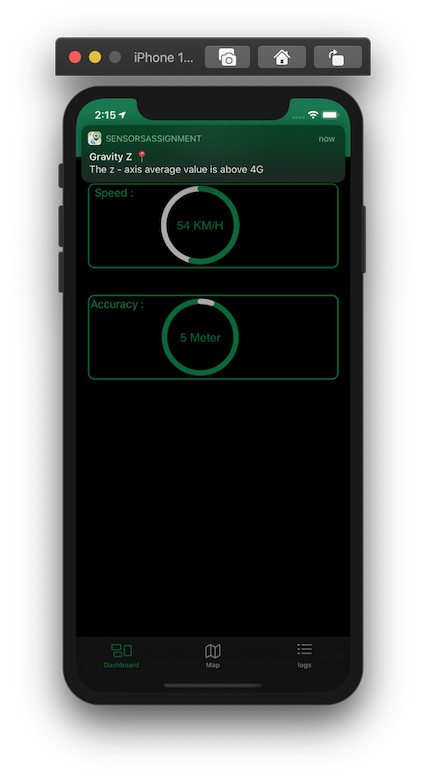 iPhone 1...
2:15
SENSORSASSIGNMENT
now
Gravity Z 📍
The z - axis average value is above 4G
Speed :
54 KM/H
Accuracy :
5 Meter
Dashboard
Map
logs